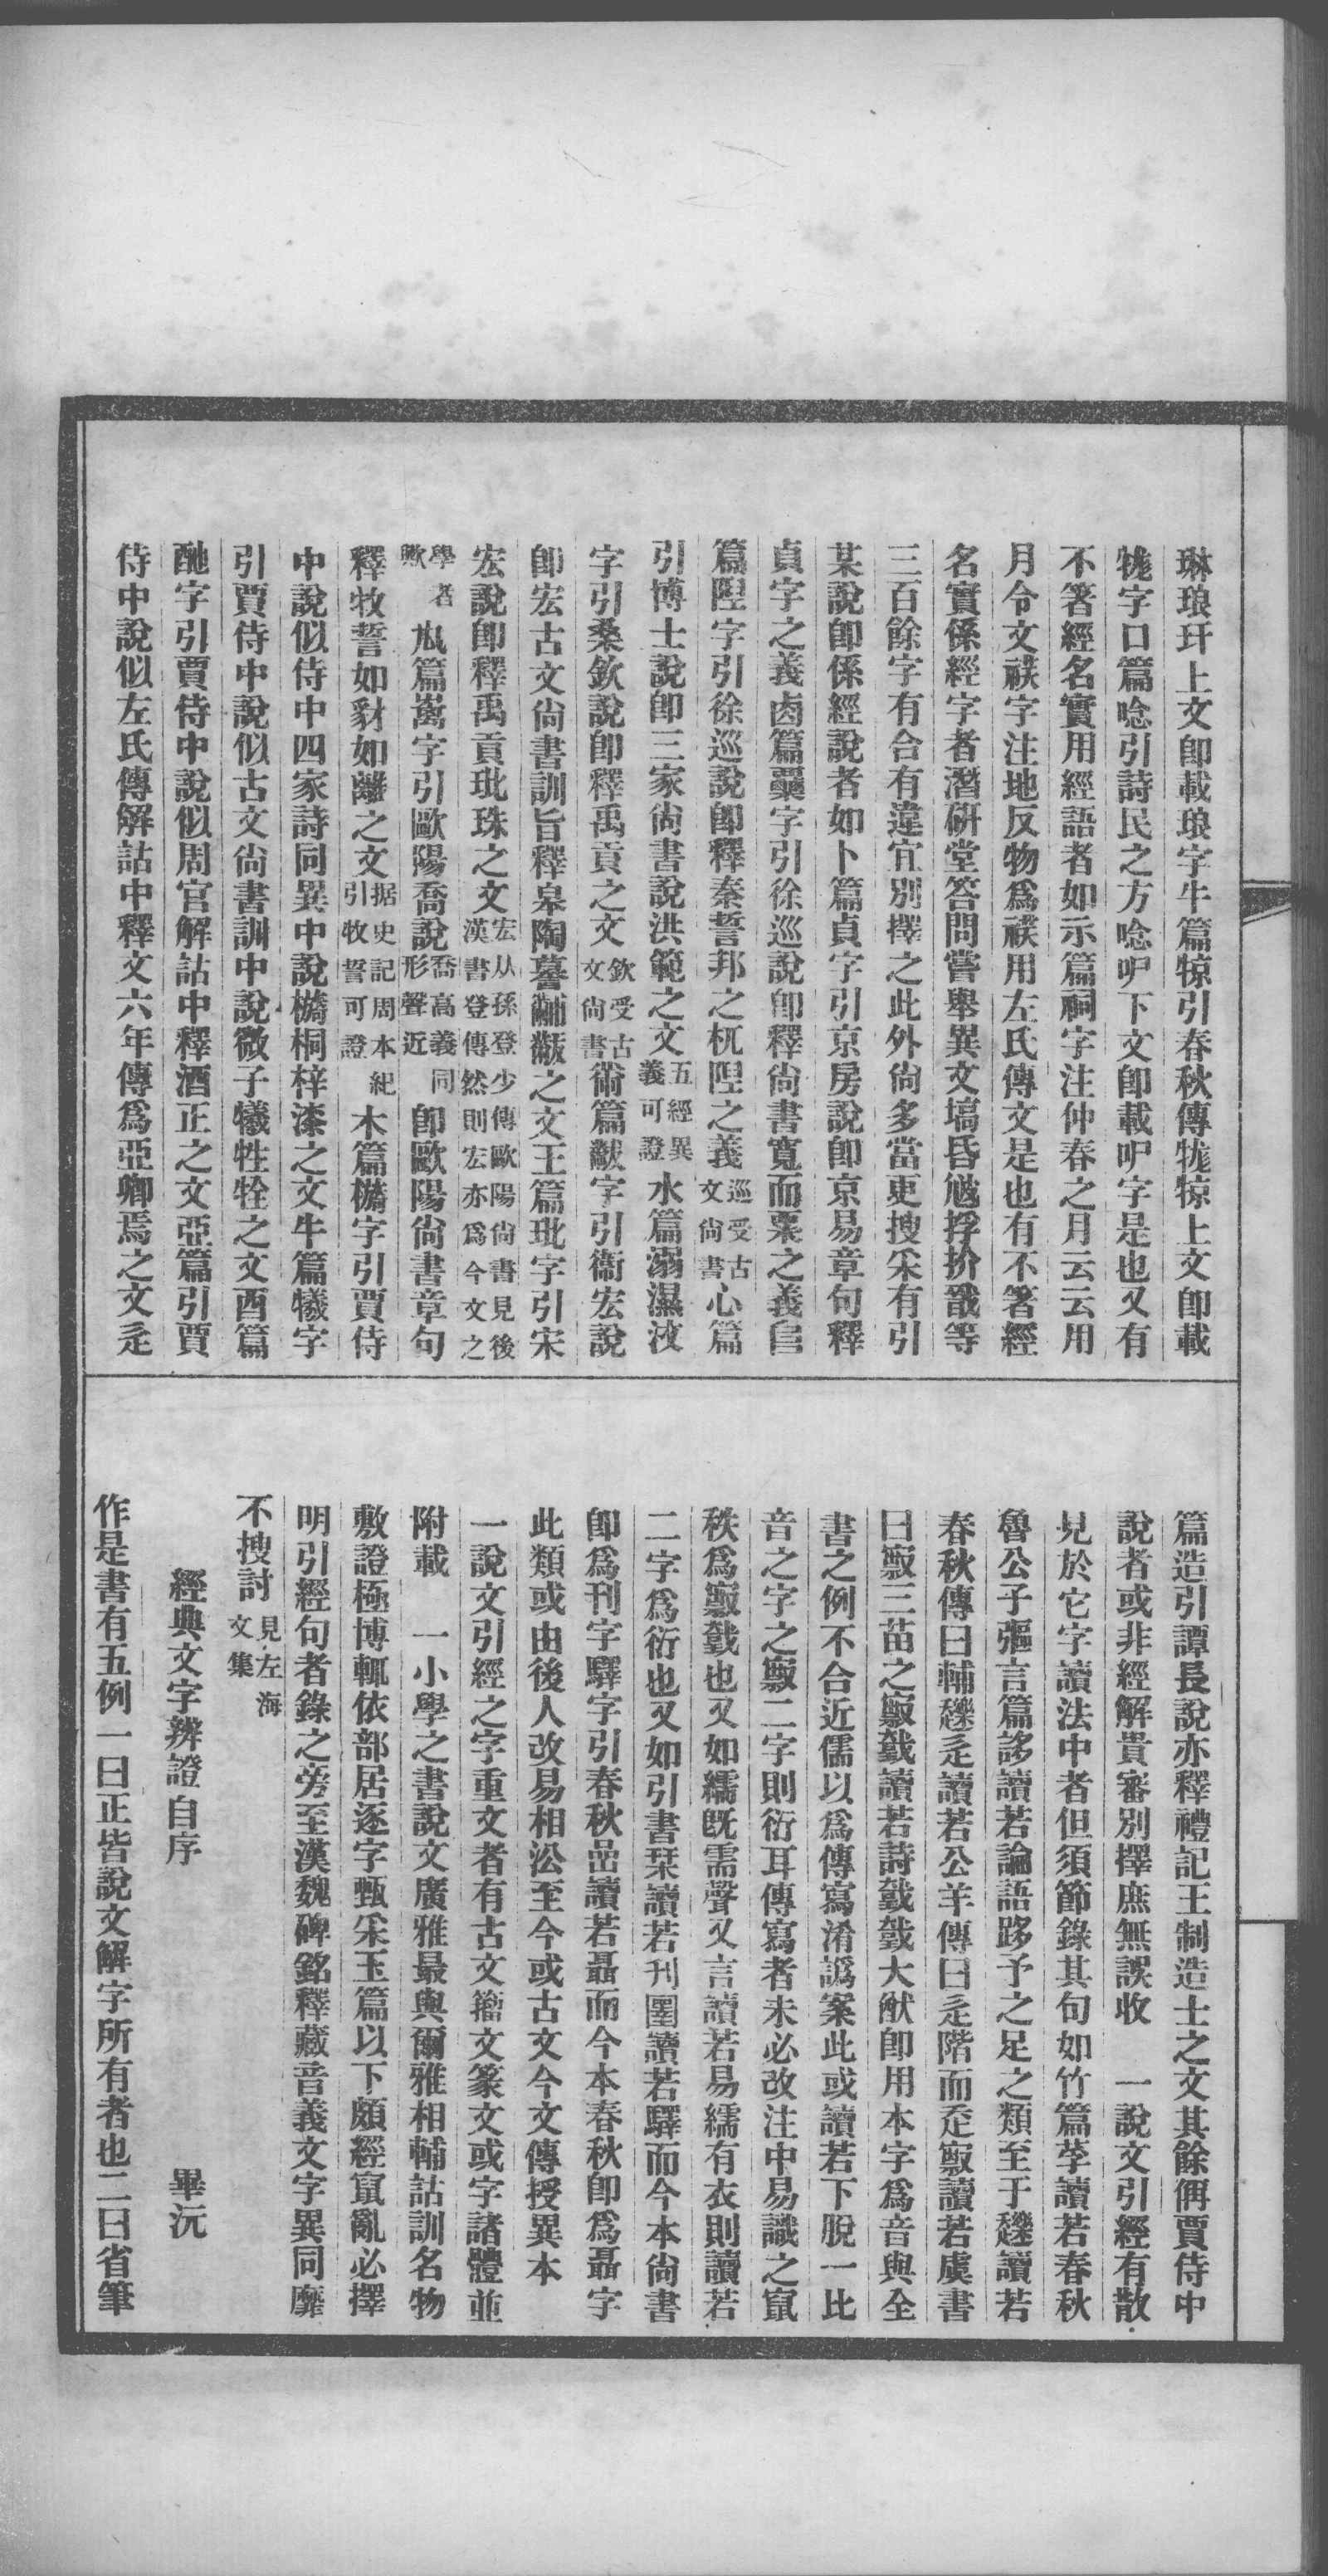 琳琅玕上文卽載琅字牛篇㹁引春秋傳牻㹁上文卽載
牻字口篇唸引詩民之方唸吚下文卽載吚字是也又有
不箸經名實用經語者如示篇祠字注仲春之月云云用
月令文祦字注地反物爲祦用左氏傳文是也有不箸經
名實係經字者潛硏堂答問嘗舉異文塙昏尲捊扴戩等
三百餘字有合有違宜別擇之此外尙多當更搜采有引
某說卽係經說者如卜篇貞字引京房說卽京易章句釋
貞字之義卤篇㮚字引徐巡說卽釋尙書寬而栗之義𨸏
篇隉字引徐巡說卽釋秦誓邦之杌隉之義巡受古文尙書心篇
引博士說卽三家尙書說洪範之文五經異義可證水篇溺濕汶
字引桑欽說卽釋禹貢之文欽受古文尙書黹篇黻字引衞宏說
卽宏古文尙書訓旨釋皋陶謩黼黻之文王篇玭字引宋
宏說卽釋禹貢玭珠之文宏从孫登少傳歐陽尙書見後漢書登傳然則宏亦爲今文之
學者歟 凡篇嵩字引歐陽喬說喬高義同形聲近卽歐陽尙書章句
釋牧誓如豺如離之文据史記周本紀引牧誓可證木篇檹字引賈侍
中說似侍中四家詩同異中說檹桐梓漆之文牛篇犧字
引賈侍中說似古文尙書訓中說微子犧牲牷之文酉篇
酏字引賈侍中說似周官解詁中釋酒正之文亞篇引賈
侍中說似左氏傳解詁中釋文六年傳爲亞卿焉之文辵
篇造引譚長說亦釋禮記王制造士之文其餘偁賈侍中
說者或非經解貴審別擇庶無誤收 一說文引經有散
見於它字讀法中者但須節錄其句如竹篇荸讀若春秋
魯公子彄言篇誃讀若論語跢予之足之類至于趩讀若
春秋傳曰輔趩辵讀若公羊傳曰辵階而走㝮讀若虞書
曰㝮三苗之㝮𢧜讀若詩𢧜𢧜大猷卽用本字爲音與全
書之例不合近儒以爲傳寫淆譌案此或讀若下脫一比
音之字之㝮二字則衍耳傳寫者未必改注中易識之竄
秩爲㝮𢧜也又如繻旣需聲又言讀若易繻有衣則讀若
二字爲衍也又如引書栞讀若刊圛讀若驛而今本尙書
卽爲刊字驛字引春秋嵒讀若聶而今本春秋卽爲聶字
此類或由後人改易相沿至今或古文今文傳授異本
一說文引經之字重文者有古文籒文篆文或字諸體並
附載 一小學之書說文廣雅最與爾雅相輔詁訓名物
敷證極博輒依部居逐字甄采玉篇以下頗經竄亂必擇
明引經句者錄之旁至漢魏碑銘釋藏音義文字異同靡
不搜討見左海文集
經典文字辨證自序 畢沅
作是書有五例一曰正皆說文解字所有者也二曰省筆